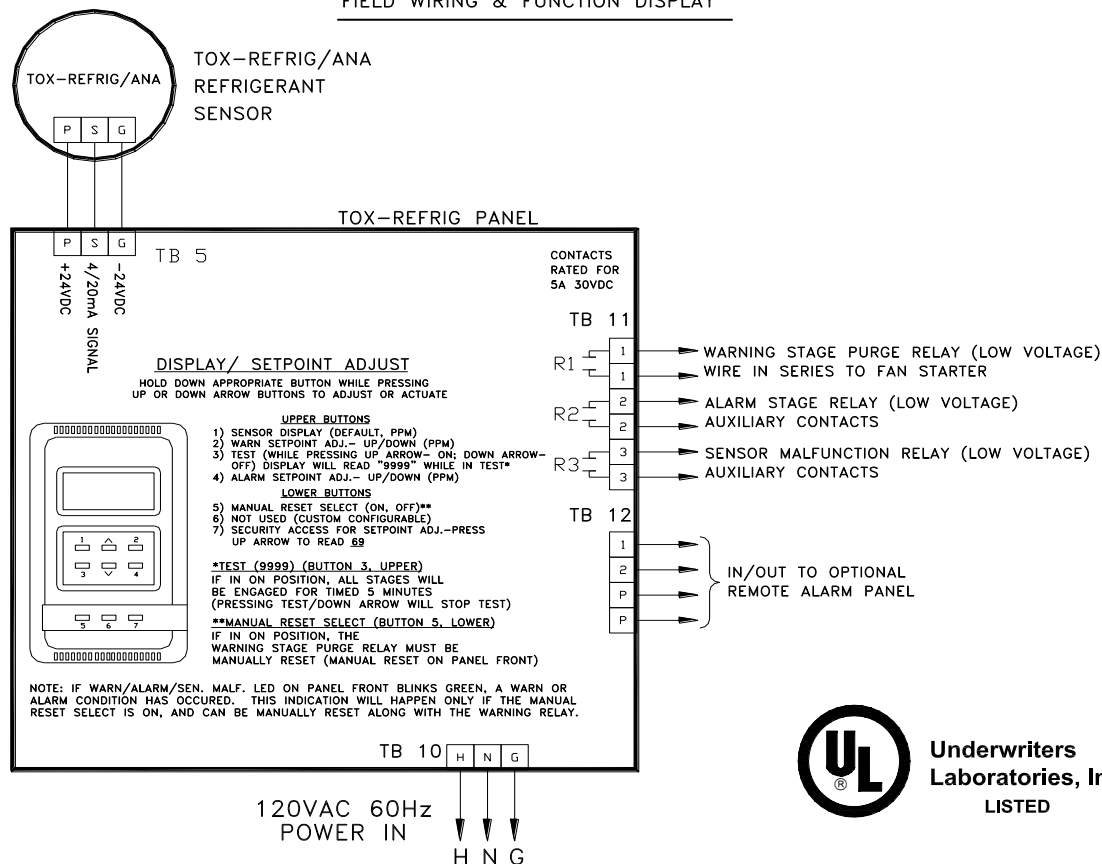 FIELD WIRING & FUNCTION DISPLAY
TOX-REFRIG/ANA
P S G
TOX-REFRIG/ANA
REFRIGERANT
SENSOR
TOX-REFRIG PANEL
P S G
TB 5
+24VDC
4/20mA SIGNAL
-24VDC
CONTACTS
RATED FOR
5A 30VDC
TB 11
R1
1
1
R2
2
2
R3
3
3
WARNING STAGE PURGE RELAY (LOW VOLTAGE)
WIRE IN SERIES TO FAN STARTER
ALARM STAGE RELAY (LOW VOLTAGE)
AUXILIARY CONTACTS
SENSOR MALFUNCTION RELAY (LOW VOLTAGE)
AUXILIARY CONTACTS
TB 12
1
2
P
P
IN/OUT TO OPTIONAL
REMOTE ALARM PANEL
DISPLAY/ SETPOINT ADJUST
HOLD DOWN APPROPRIATE BUTTON WHILE PRESSING
UP OR DOWN ARROW BUTTONS TO ADJUST OR ACTUATE
UPPER BUTTONS
1) SENSOR DISPLAY (DEFAULT, PPM)
2) WARN SETPOINT ADJ.- UP/DOWN (PPM)
3) TEST (WHILE PRESSING UP ARROW- ON; DOWN ARROW-
OFF) DISPLAY WILL READ "9999" WHILE IN TEST*
4) ALARM SETPOINT ADJ.- UP/DOWN (PPM)
LOWER BUTTONS
5) MANUAL RESET SELECT (ON, OFF)**
6) NOT USED (CUSTOM CONFIGURABLE)
7) SECURITY ACCESS FOR SETPOINT ADJ.-PRESS
UP ARROW TO READ 69
1 2
3 4
5 6 7
*TEST (9999) (BUTTON 3, UPPER)
IF IN ON POSITION, ALL STAGES WILL
BE ENGAGED FOR TIMED 5 MINUTES
(PRESSING TEST/DOWN ARROW WILL STOP TEST)
**MANUAL RESET SELECT (BUTTON 5, LOWER)
IF IN ON POSITION, THE
WARNING STAGE PURGE RELAY MUST BE
MANUALLY RESET (MANUAL RESET ON PANEL FRONT)
NOTE: IF WARN/ALARM/SEN. MALF. LED ON PANEL FRONT BLINKS GREEN, A WARN OR
ALARM CONDITION HAS OCCURED. THIS INDICATION WILL HAPPEN ONLY IF THE MANUAL
RESET SELECT IS ON, AND CAN BE MANUALLY RESET ALONG WITH THE WARNING RELAY.
TB 10
H N G
120VAC 60Hz
POWER IN
H N G
UL
®
Underwriters
Laboratories, I
LISTED